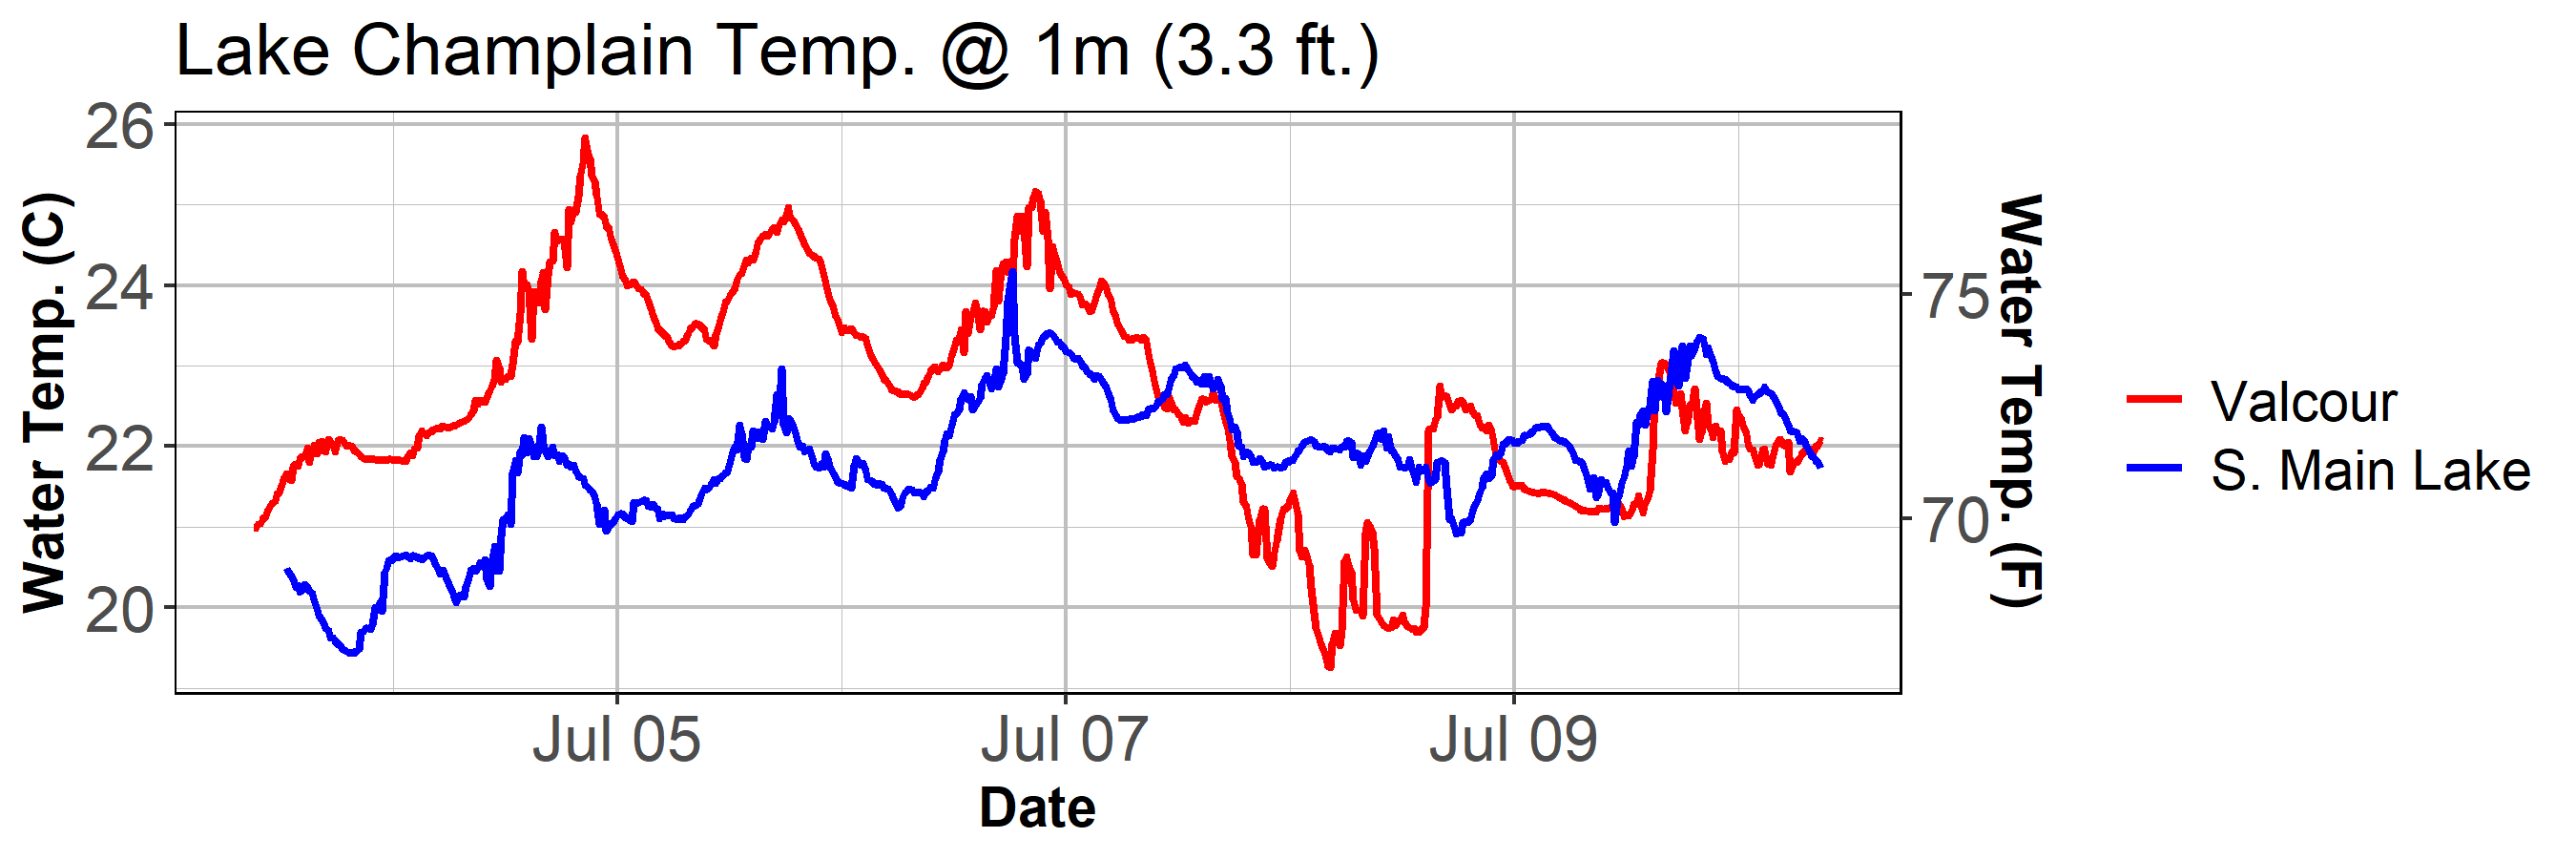 Lake Champlain Temp. @ 1m (3.3 ft.)
Water Temp. (C)
26
24
22
20
Jul 05
Jul 07
Jul 09
Date
75
70
Water Temp. (F)
Valcour
S. Main Lake